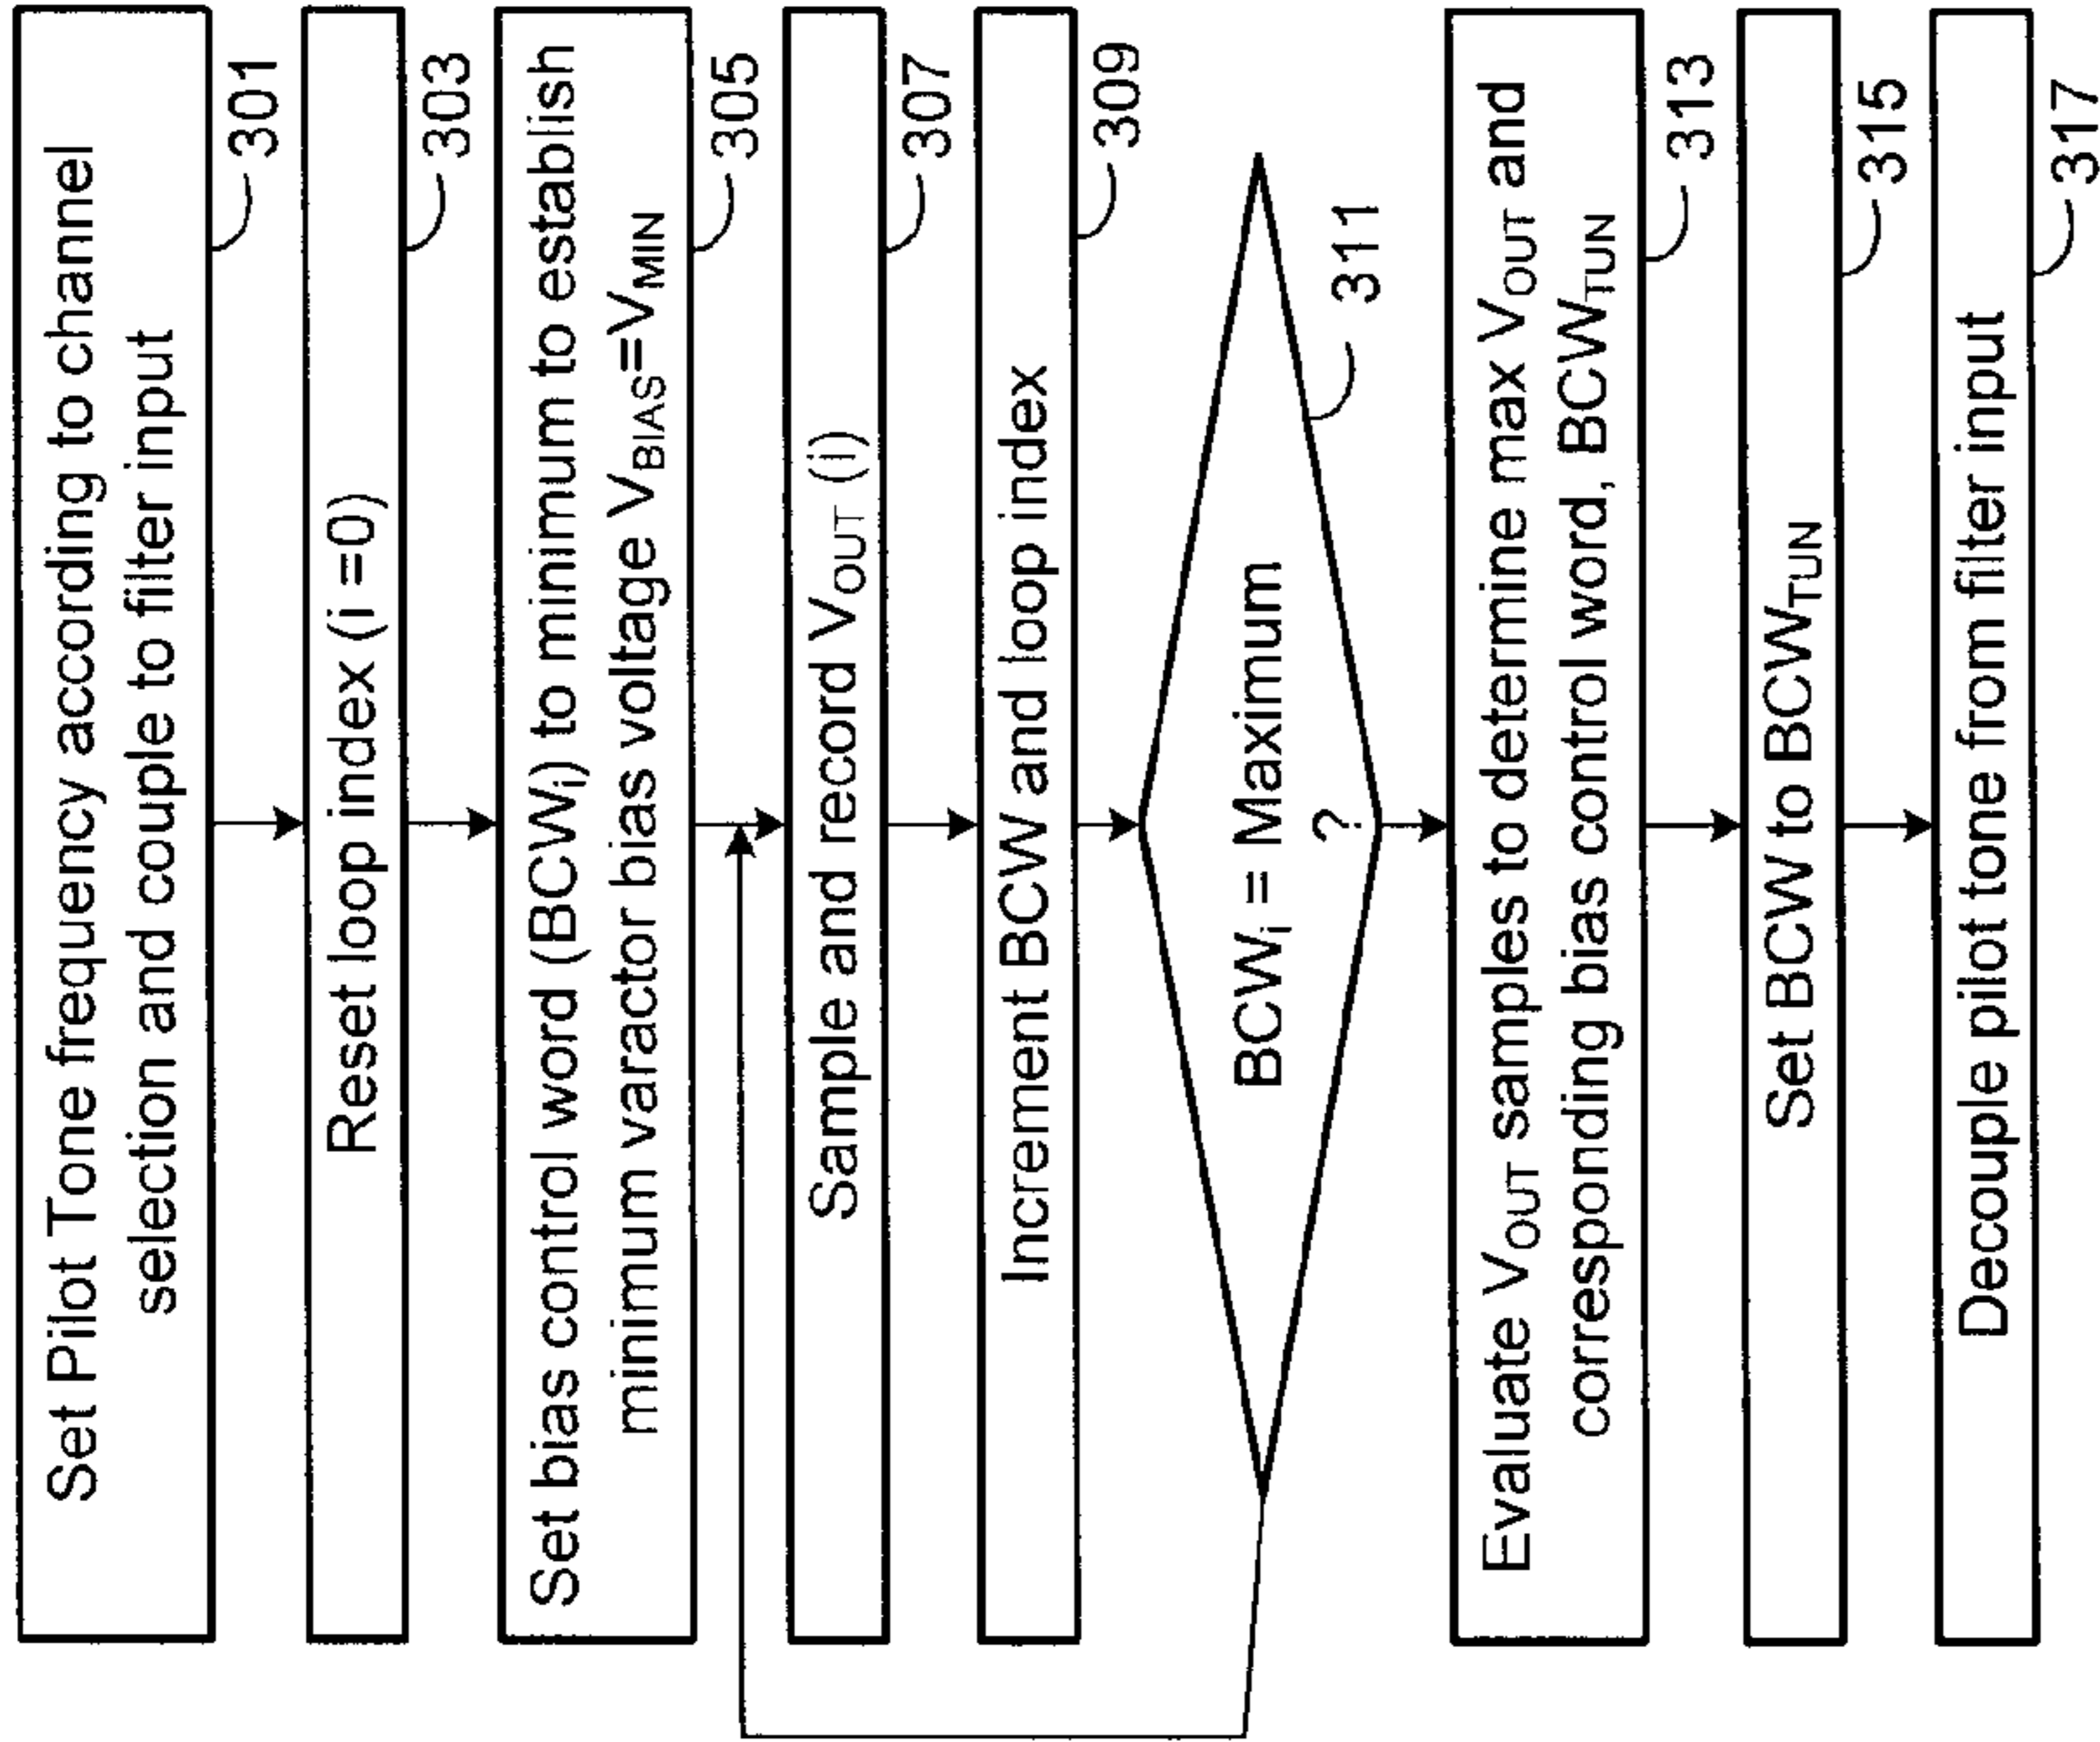 Set Pilot Tone frequency according to channel
selection and couple to filter input
301
Reset loop index (i =0)
303
Set bias control word (BCWi) to minimum to establish
minimum varactor bias voltage VBIAS=VMIN
305
Sample and record VOUT (i)
307
Increment BCW and loop index
309
BCWi = Maximum
?
311
Evaluate VOUT samples to determine max VOUT and
corresponding bias control word, BCWTUN
313
Set BCW to BCWTUN
315
Decouple pilot tone from filter input
317